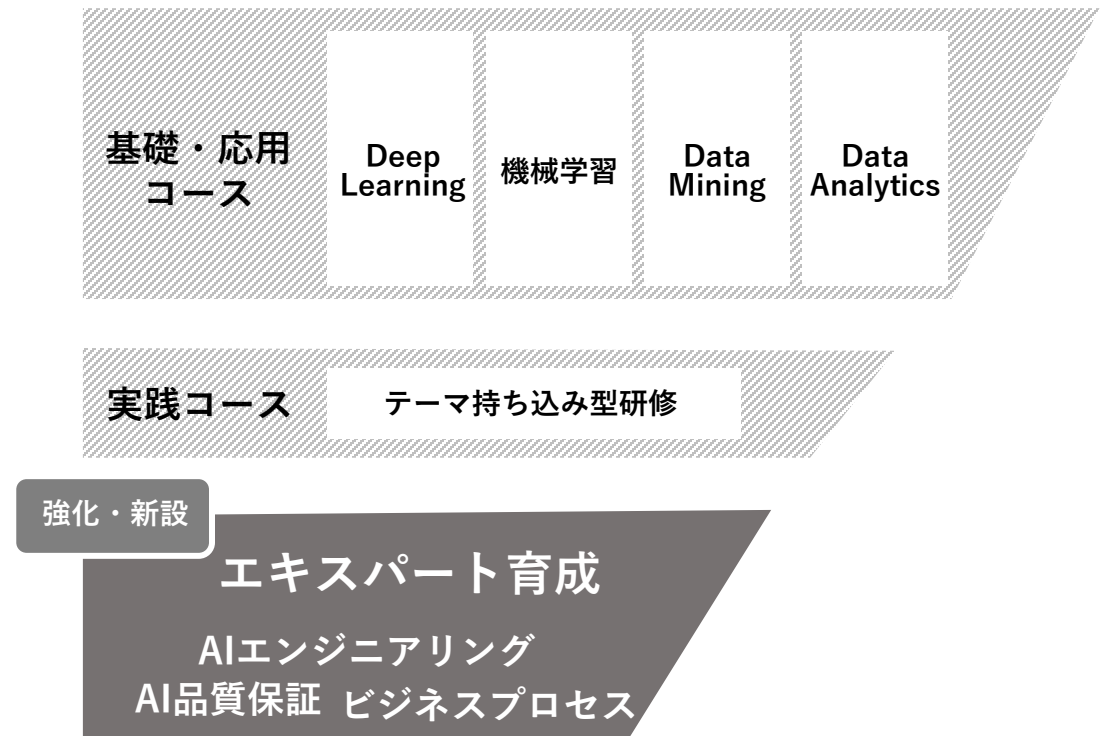 基礎・応用
コース
Deep
Learning
機械学習
Data
Mining
Data
Analytics
実践コース
テーマ持ち込み型研修
強化・新設
エキスパート育成
AIエンジニアリング
AI品質保証 ビジネスプロセス